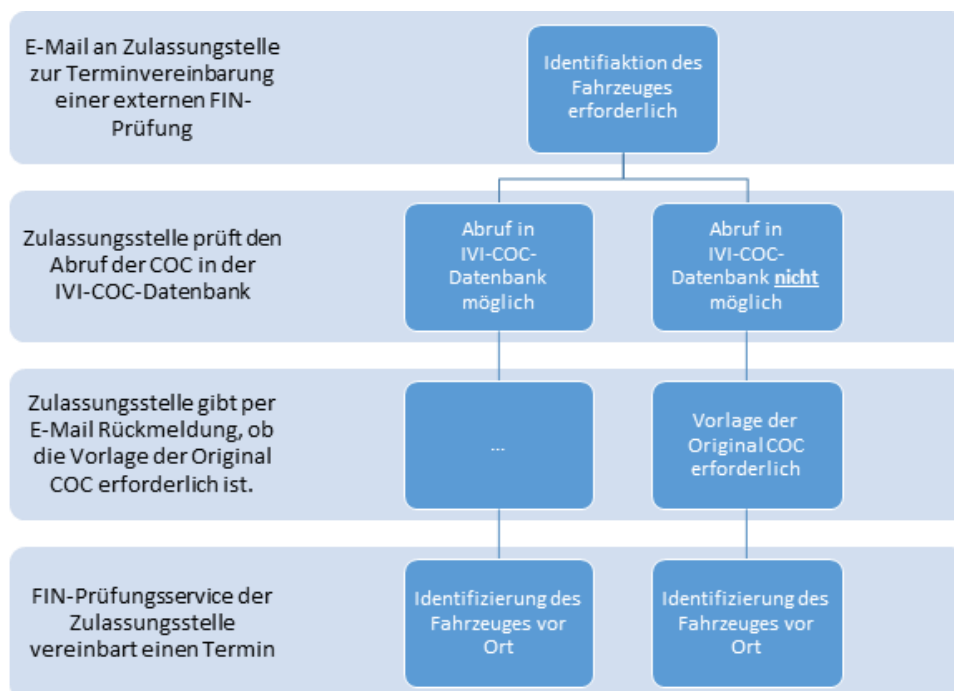 E-Mail an Zulassungstelle
zur Terminvereinbarung
einer externen FIN-
Prüfung
Identifiaktion des
Fahrzeuges
erforderlich
Zulassungsstelle prüft den
Abruf der COC in der
IVI-COC-Datenbank
Abruf in
IVI-COC-
Datenbank
möglich
Abruf in
IVI-COC-
Datenbank nicht
möglich
Zulassungsstelle gibt per
E-Mail Rückmeldung, ob
die Vorlage der Original
COC erforderlich ist.
...
Vorlage der
Original COC
erforderlich
FIN-Prüfungsservice der
Zulassungsstelle
vereinbart einen Termin
Identifizierung des
Fahrzeuges vor
Ort
Identifizierung des
Fahrzeuges vor
Ort